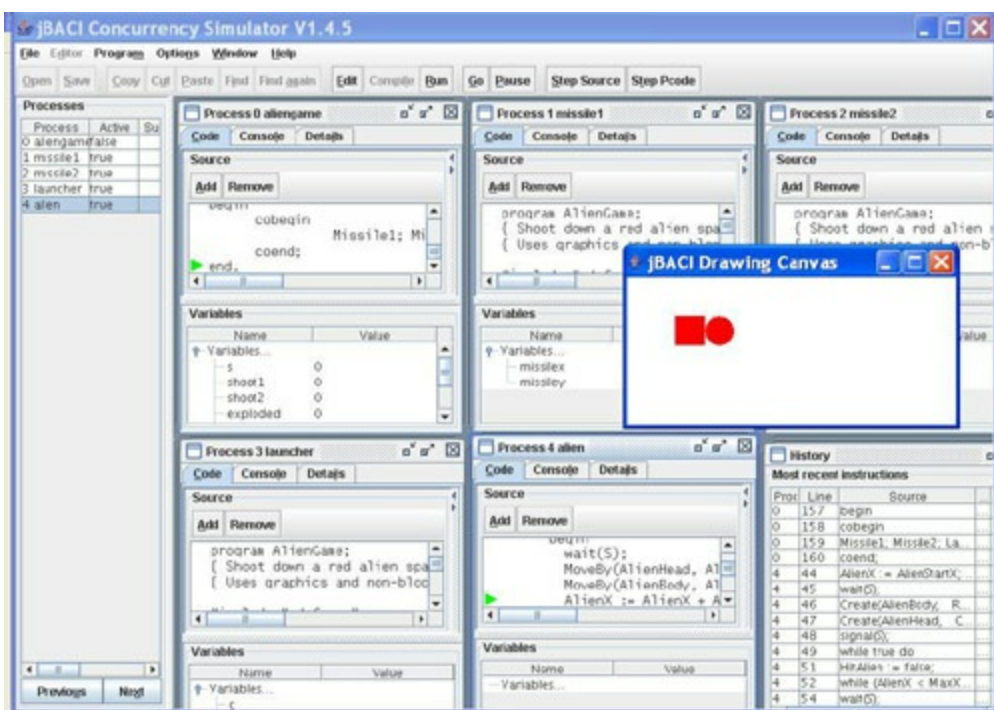 jBACI Concurrency Simulator V1.4.5
File Editor Program Options Window Help
Open Save Copy Cut Paste Find Find again Edit Compile Run Go Pause Step Source Step Pcode
Processes
Process Active Su
0 aliengame false
1 missile1 true
2 missile2 true
3 launcher true
4 alien true
Previous Next
Process 0 aliengame
Code Console Details
Source
Add Remove
begin
cobegin
Missile1; Mi
coend;
end.
Variables
Name Value
Variables...
s 0
shoot1 0
shoot2 0
exploded 0
Process 1 missile1
Code Console Details
Source
Add Remove
program AlienGame;
{ Shoot down a red alien spa
{ Uses graphics and non-bloc
Variables
Name
Variables...
missilex
missiley
Process 2 missile2
Code Console Details
Source
Add Remove
program AlienGame;
{ Shoot down a red alien s
alue
jBACI Drawing Canvas
Process 3 launcher
Code Console Details
Source
Add Remove
program AlienGame;
{ Shoot down a red alien spa
{ Uses graphics and non-bloc
Variables
Name Value
Variables...
c
Process 4 alien
Code Console Details
Source
Add Remove
begin
wait(S);
MoveBy(AlienHead, Al
MoveBy(AlienBody, Al
AlienX := AlienX + A
Variables
Name Value
Variables...
History
Most recent instructions
Proc Line Source
0 157 begin
0 158 cobegin
0 159 Missile1; Missile2; La...
0 160 coend;
4 44 AlienX := AlienStartX;
4 45 wait(S);
4 46 Create(AlienBody, R...
4 47 Create(AlienHead, C...
4 48 signal(S);
4 49 while true do
4 51 HitAlien := false;
4 52 while (AlienX < MaxX...
4 54 wait(S);